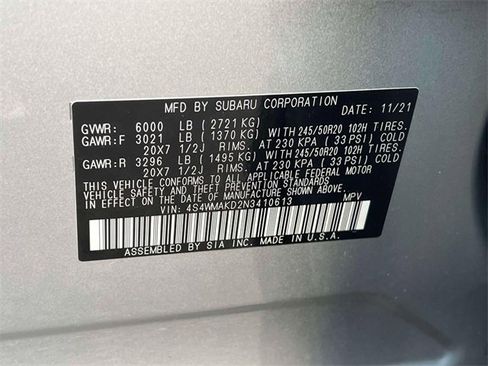 MFD BY SUBARU CORPORATION DATE: 11/21
GVWR: 6000 LB (2721 KG)
GAWR:F 3021 LB (1370 KG) WITH 245/50R20 102H TIRES,
20X7 1/2J RIMS, AT 230 KPA (33 PSI) COLD
GAWR:R 3296 LB (1495 KG) WITH 245/50R20 102H TIRES,
20X7 1/2J RIMS, AT 230 KPA (33 PSI) COLD
THIS VEHICLE CONFORMS TO ALL APPLICABLE FEDERAL MOTOR
VEHICLE SAFETY AND THEFT PREVENTION STANDARDS IN
EFFECT ON THE DATE OF MANUFACTURE SHOWN ABOVE.
VIN: 4S4WMAKD2N3410613 MPV
ASSEMBLED BY SIA INC. MADE IN U.S.A.